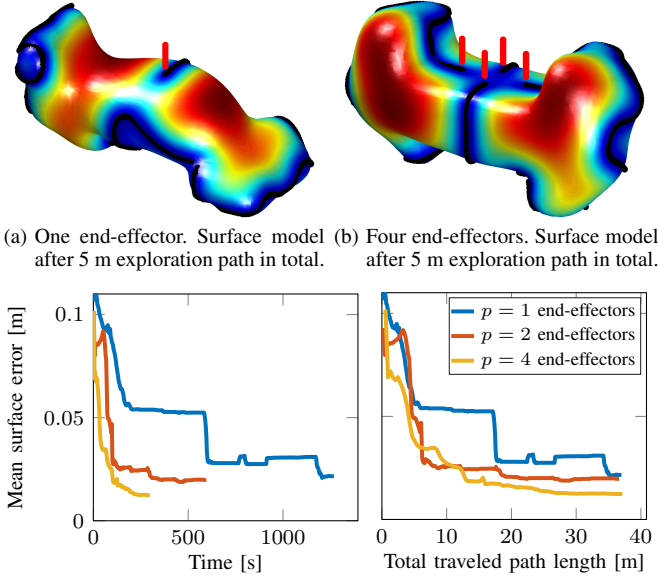 (a) One end-effector. Surface model after 5 m exploration path in total.
(b) Four end-effectors. Surface model after 5 m exploration path in total.
Mean surface error [m]
0.1
0.05
0
0 500 1000
Time [s]
p = 1 end-effectors
p = 2 end-effectors
p = 4 end-effectors
0 10 20 30 40
Total traveled path length [m]